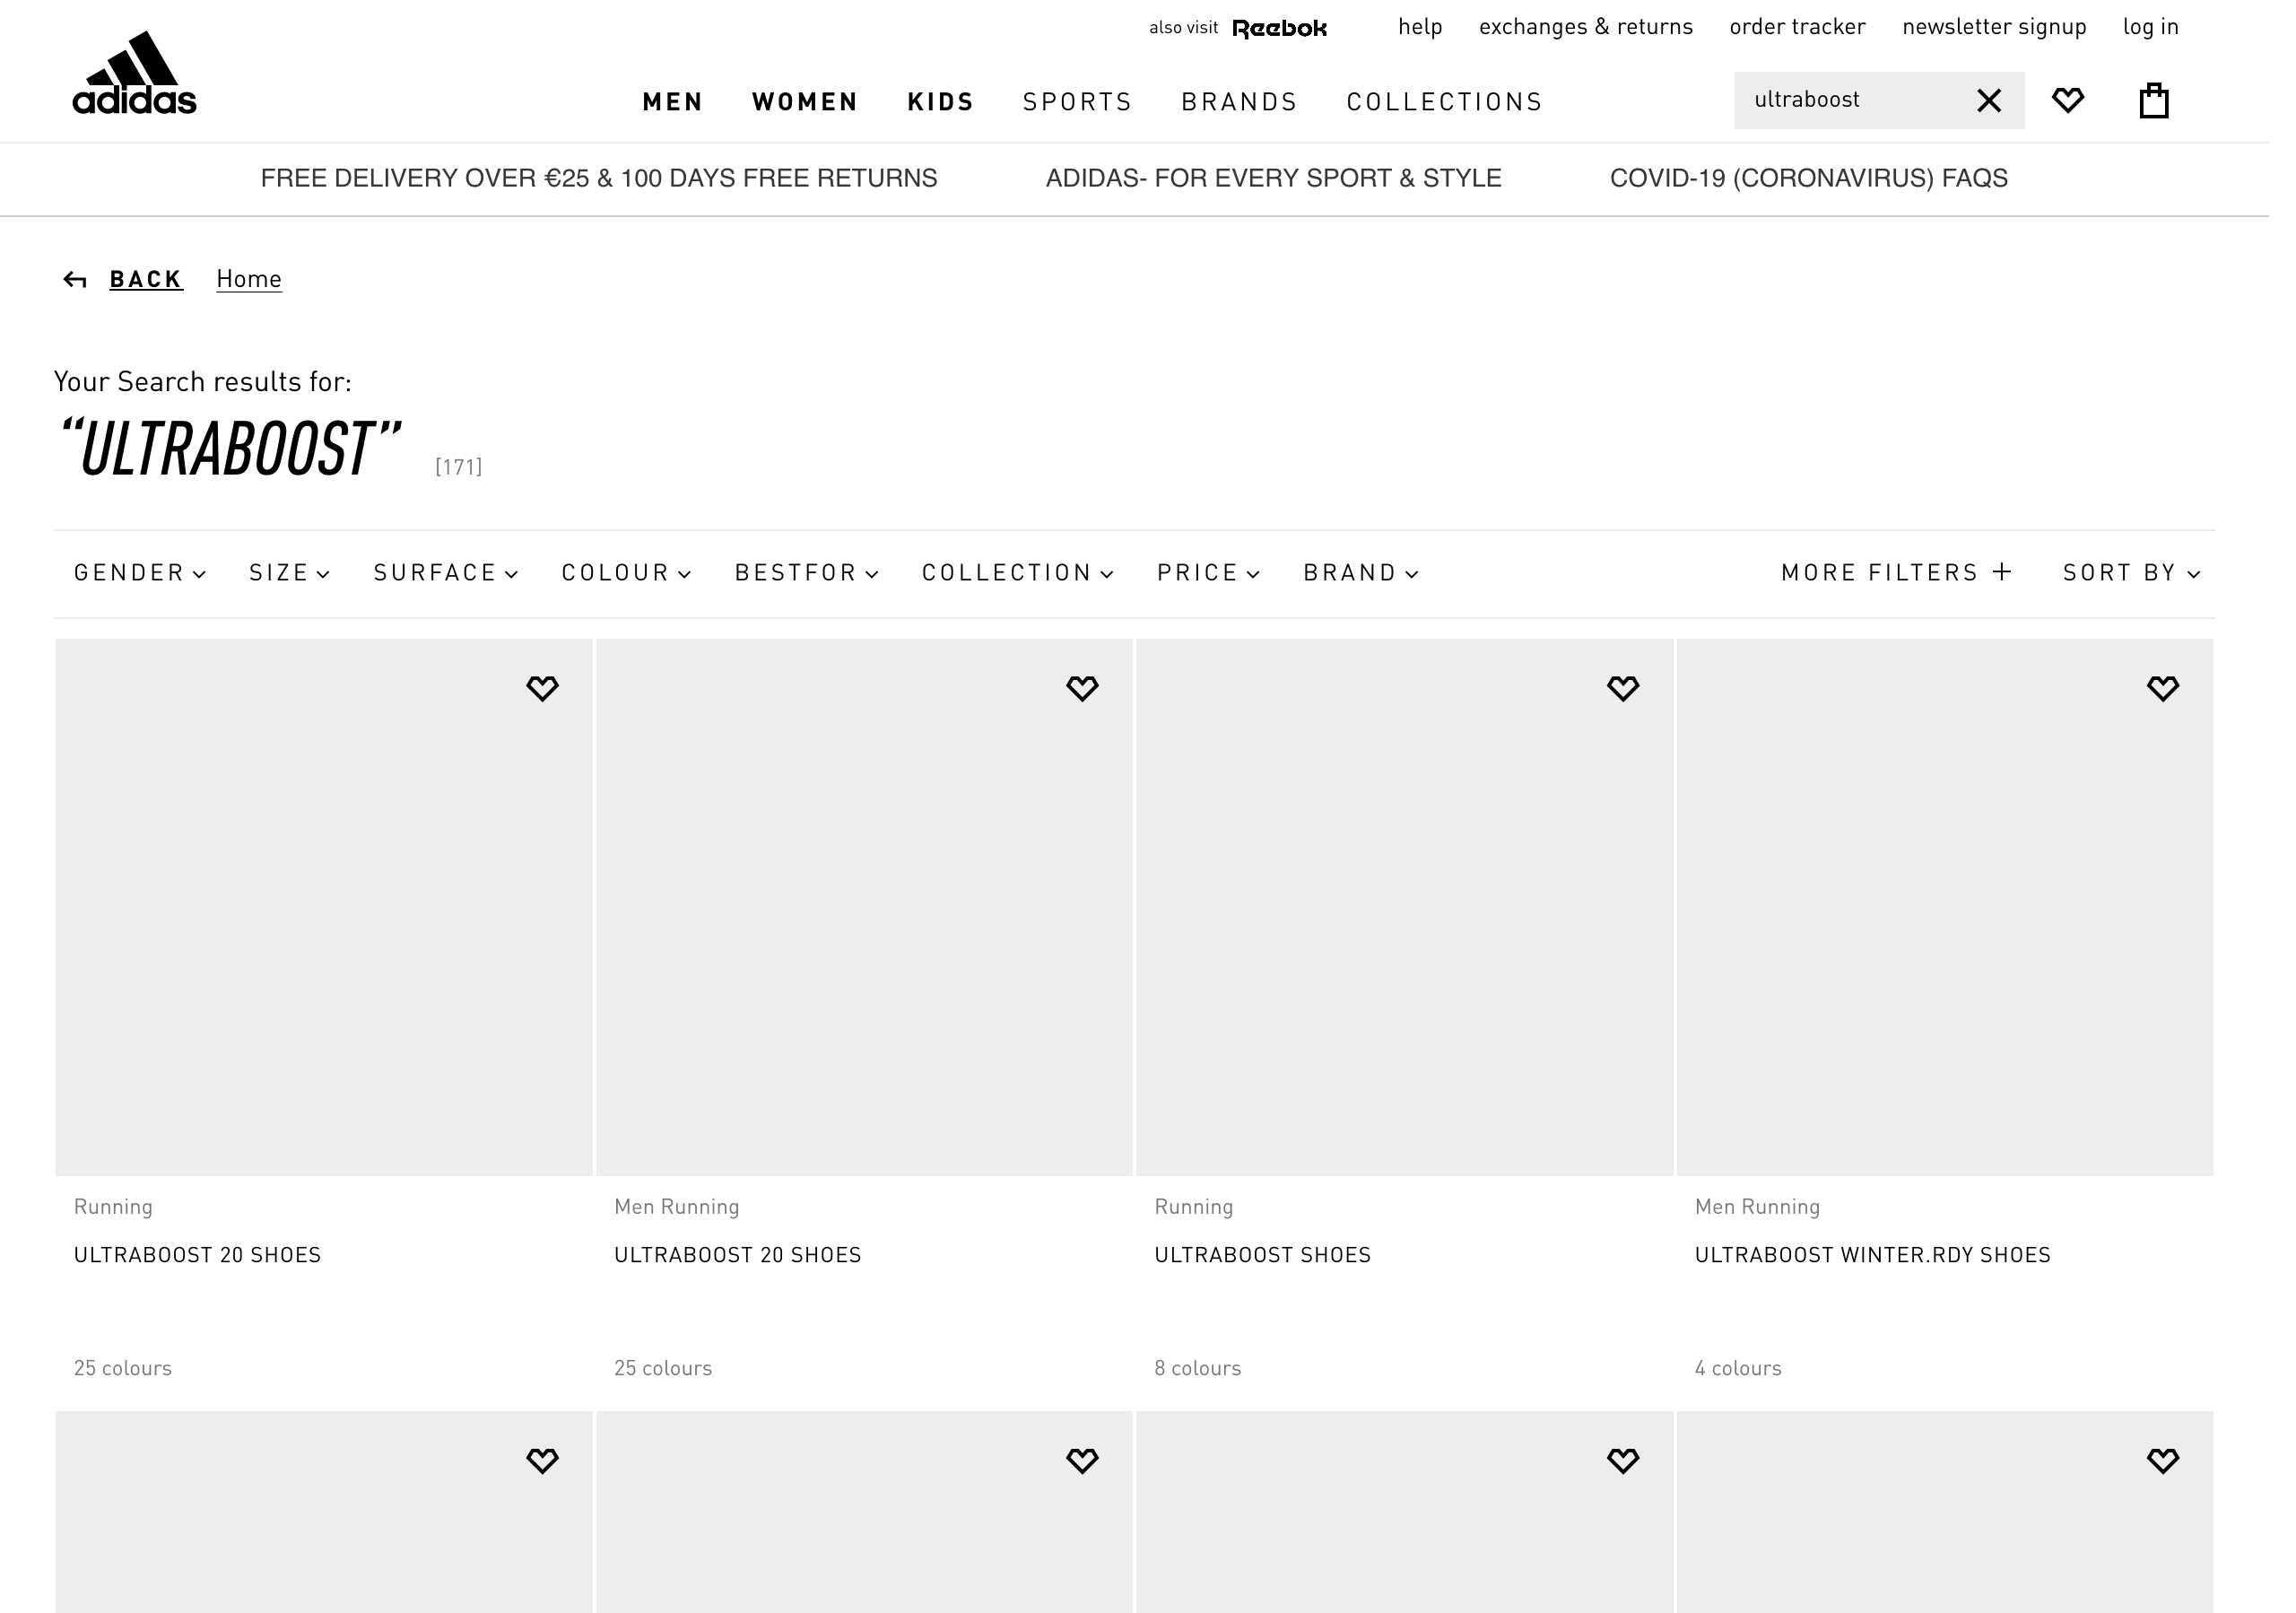 also visit Reebok help exchanges & returns order tracker newsletter signup log in
adidas MEN WOMEN KIDS SPORTS BRANDS COLLECTIONS ultraboost
FREE DELIVERY OVER €25 & 100 DAYS FREE RETURNS ADIDAS- FOR EVERY SPORT & STYLE COVID-19 (CORONAVIRUS) FAQS
BACK Home
Your Search results for:
“ULTRABOOST” [171]
GENDER SIZE SURFACE COLOUR BESTFOR COLLECTION PRICE BRAND MORE FILTERS + SORT BY
Running Men Running Running Men Running
ULTRABOOST 20 SHOES ULTRABOOST 20 SHOES ULTRABOOST SHOES ULTRABOOST WINTER.RDY SHOES
25 colours 25 colours 8 colours 4 colours